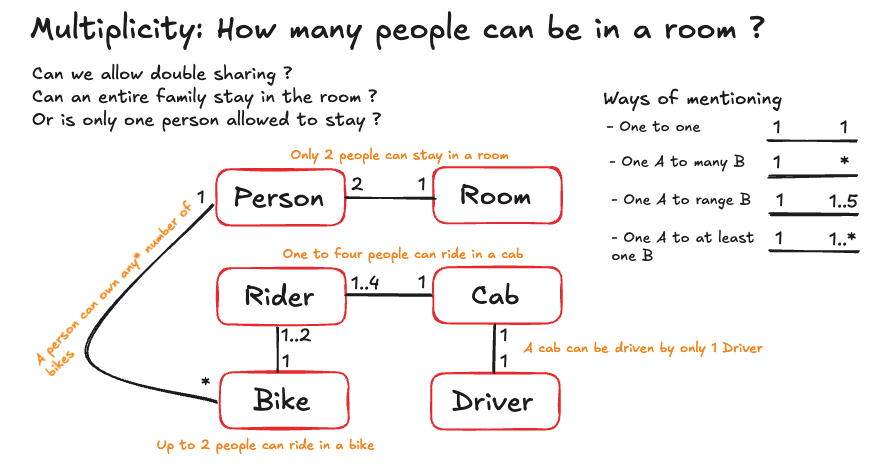 Multiplicity: How many people can be in a room ?
Can we allow double sharing ?
Can an entire family stay in the room ?
Or is only one person allowed to stay ?
Ways of mentioning
- One to one 1 1
- One A to many B 1 *
- One A to range B 1 1..5
- One A to at least 1 1..*
one B
Only 2 people can stay in a room
1 Person 2 1 Room
A person can own any* number of
bikes
One to four people can ride in a cab
Rider 1..4 1 Cab
1..2
1
1
1
A cab can be driven by only 1 Driver
* Bike
Driver
Up to 2 people can ride in a bike